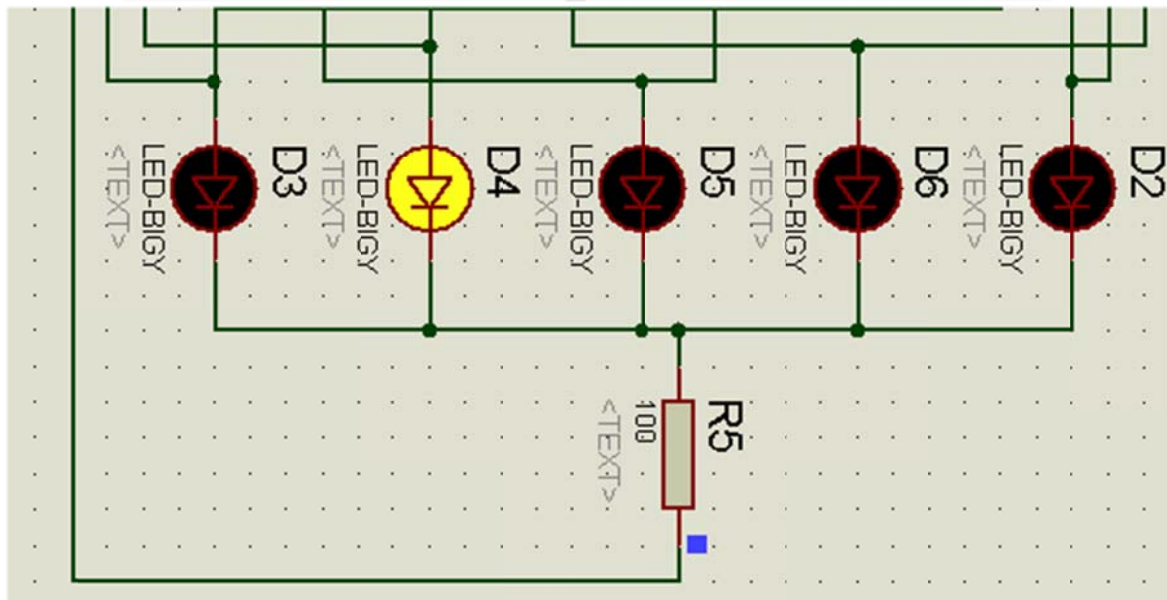 D3
LED-BIGY
<TEXT>
D4
LED-BIGY
<TEXT>
D5
LED-BIGY
<TEXT>
D6
LED-BIGY
<TEXT>
D2
LED-BIGY
<TEXT>
R5
100
<TEXT>